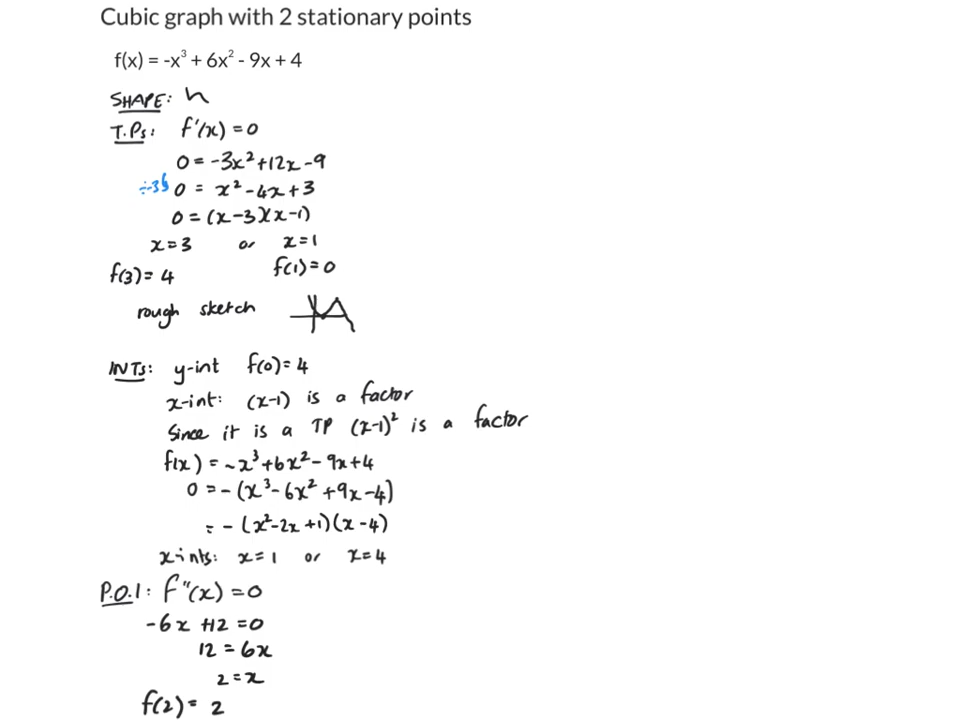 Cubic graph with 2 stationary points
f(x) = -x³ + 6x² - 9x + 4
SHAPE:
T.Ps: f'(x) = 0
0 = -3x² + 12x - 9
÷-3 0 = x² - 4x + 3
0 = (x-3)(x-1)
x = 3 or x = 1
f(3) = 4 f(1) = 0
rough sketch
INTs: y-int f(0) = 4
x-int: (x-1) is a factor
Since it is a TP (x-1)² is a factor
f(x) = -x³ + 6x² - 9x + 4
0 = -(x³ - 6x² + 9x - 4)
= -(x² - 2x + 1)(x - 4)
x-ints: x = 1 or x = 4
P.O.I: f''(x) = 0
-6x + 12 = 0
12 = 6x
2 = x
f(2) = 2